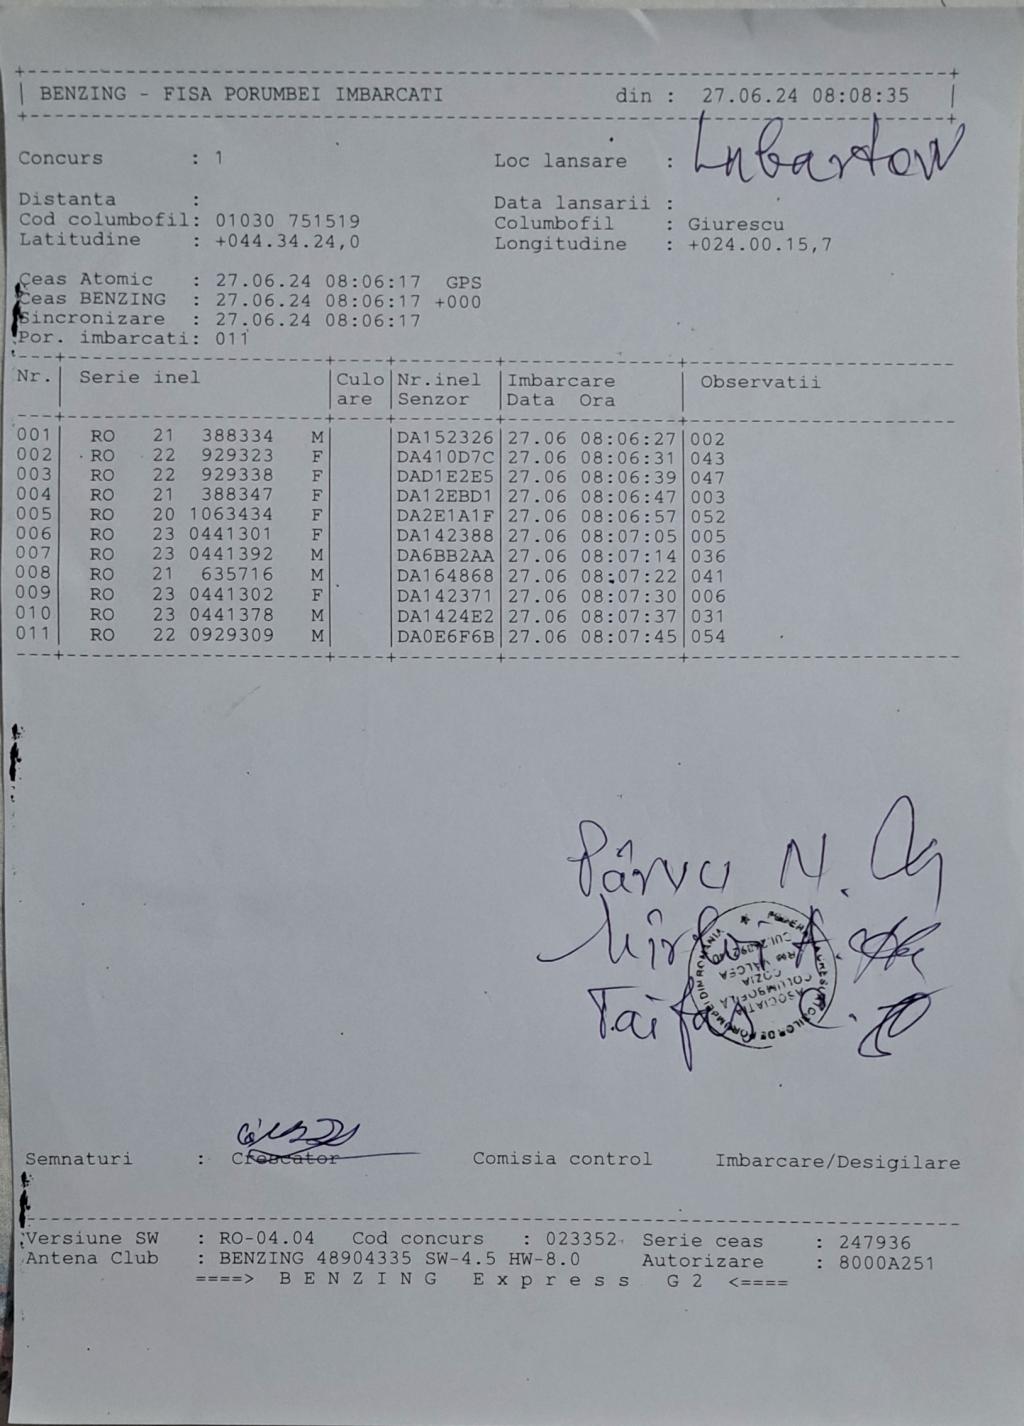 BENZING - FISA PORUMBEI IMBARCATI din : 27.06.24 08:08:35
Concurs : 1 Loc lansare : Lubartow
Distanta : Data lansarii :
Cod columbofil: 01030 751519 Columbofil : Giurescu
Latitudine : +044.34.24,0 Longitudine : +024.00.15,7
Ceas Atomic : 27.06.24 08:06:17 GPS
Ceas BENZING : 27.06.24 08:06:17 +000
Sincronizare : 27.06.24 08:06:17
Por. imbarcati: 011
Nr. Serie inel Culo Nr.inel Imbarcare Observatii
are Senzor Data Ora
001 RO 21 388334 M DA152326 27.06 08:06:27 002
002 RO 22 929323 F DA410D7C 27.06 08:06:31 043
003 RO 22 929338 F DAD1E2E5 27.06 08:06:39 047
004 RO 21 388347 F DA12EBD1 27.06 08:06:47 003
005 RO 20 1063434 F DA2E1A1F 27.06 08:06:57 052
006 RO 23 0441301 F DA142388 27.06 08:07:05 005
007 RO 23 0441392 M DA6BB2AA 27.06 08:07:14 036
008 RO 21 635716 M DA164868 27.06 08:07:22 041
009 RO 23 0441302 F DA142371 27.06 08:07:30 006
010 RO 23 0441378 M DA1424E2 27.06 08:07:37 031
011 RO 22 0929309 M DA0E6F6B 27.06 08:07:45 054
Pârvu N.
ASOCIATIA
COLUMBOFILA
COZIA
VALCEA
Semnaturi : Crescator Comisia control Imbarcare/Desigilare
Versiune SW : RO-04.04 Cod concurs : 023352 Serie ceas : 247936
Antena Club : BENZING 48904335 SW-4.5 HW-8.0 Autorizare : 8000A251
====> B E N Z I N G E x p r e s s G 2 <====